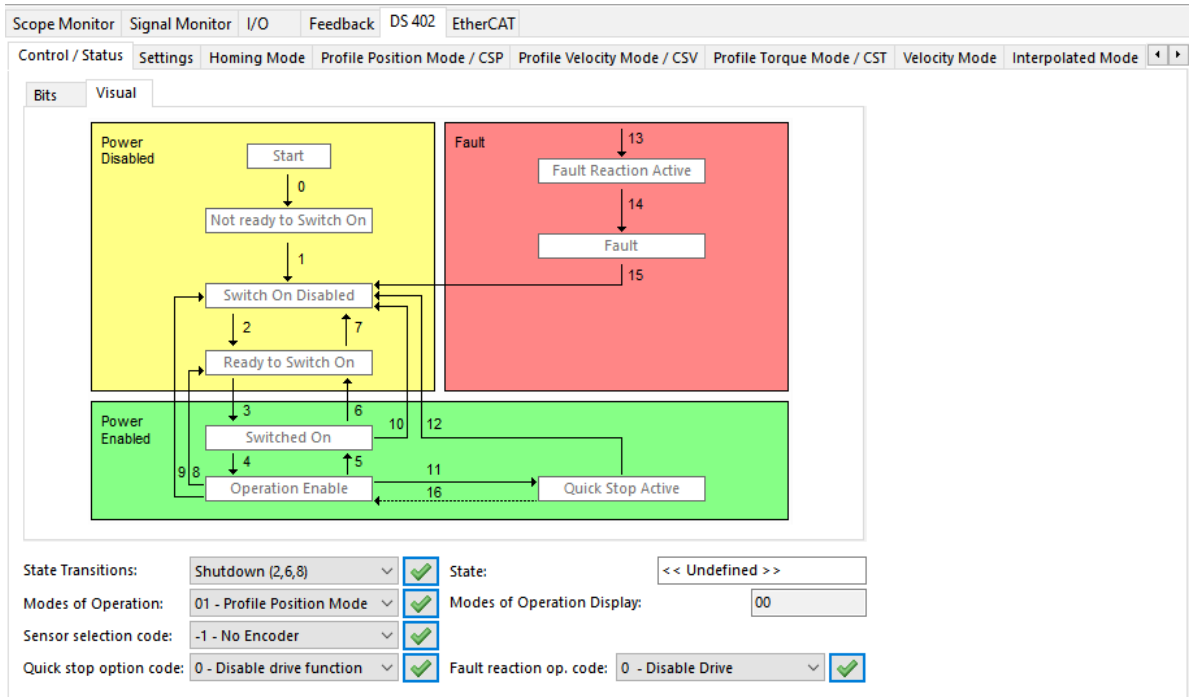 Scope Monitor Signal Monitor I/O Feedback DS 402 EtherCAT
Control / Status Settings Homing Mode Profile Position Mode / CSP Profile Velocity Mode / CSV Profile Torque Mode / CST Velocity Mode Interpolated Mode
Bits Visual
Power
Disabled
Start
0
Not ready to Switch On
1
Switch On Disabled
2
7
Ready to Switch On
Fault
13
Fault Reaction Active
14
Fault
15
Power
Enabled
3
6
10
12
Switched On
9
8
4
5
11
16
Operation Enable
Quick Stop Active
State Transitions: Shutdown (2,6,8)
State: << Undefined >>
Modes of Operation: 01 - Profile Position Mode
Modes of Operation Display: 00
Sensor selection code: -1 - No Encoder
Quick stop option code: 0 - Disable drive function
Fault reaction op. code: 0 - Disable Drive